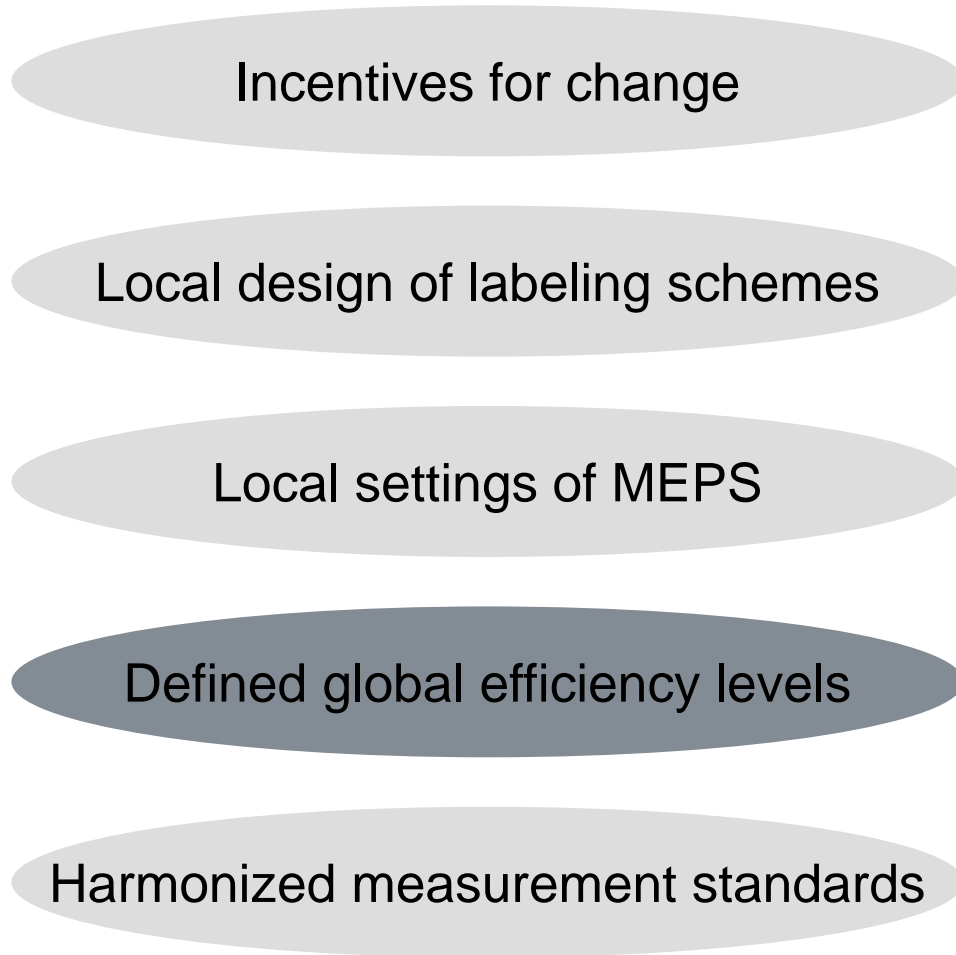 Incentives for change
Local design of labeling schemes
Local settings of MEPS
Defined global efficiency levels
Harmonized measurement standards